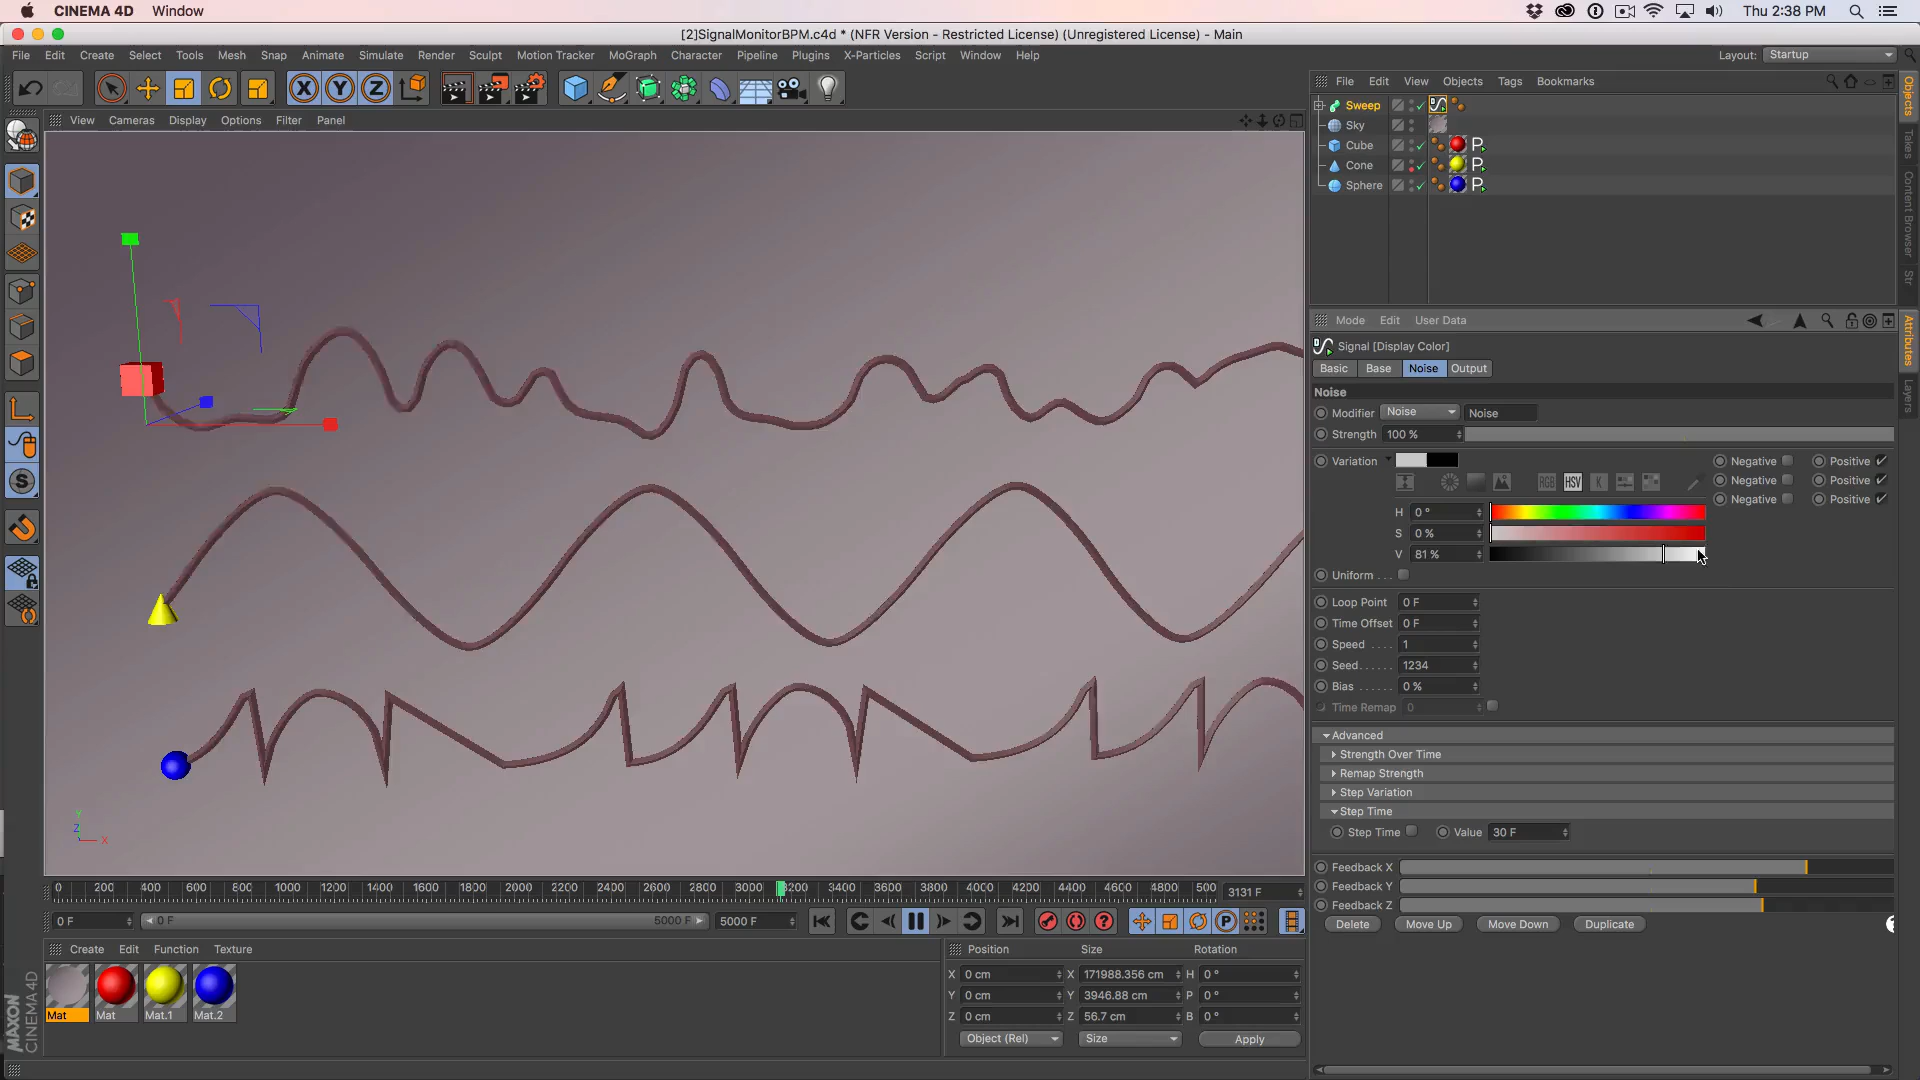 CINEMA 4D Window Thu 2:38 PM
[2]SignalMonitorBPM.c4d * (NFR Version - Restricted License) (Unregistered License) - Main
File Edit Create Select Tools Mesh Snap Animate Simulate Render Sculpt Motion Tracker MoGraph Character Pipeline Plugins X-Particles Script Window Help Layout: Startup
X Y Z
File Edit View Objects Tags Bookmarks
View Cameras Display Options Filter Panel
Sweep
Sky
Cube P
Cone P
Sphere P
Objects
Takes
Content Browser
Str
Mode Edit User Data
Attributes
Layers
Signal [Display Color]
Basic Base Noise Output
Noise
Modifier Noise Noise
Strength 100 %
Variation Negative Positive
RGB HSV K Negative Positive
Negative Positive
H 0 °
S 0 %
V 81 %
Uniform . . .
Loop Point 0 F
Time Offset 0 F
Speed . . . . 1
Seed. . . . . . 1234
Bias . . . . . . 0 %
Time Remap 0
Advanced
Strength Over Time
Remap Strength
Step Variation
Step Time
Step Time Value 30 F
Feedback X
Feedback Y
Feedback Z
Delete Move Up Move Down Duplicate
S
Y
Z
X
0 200 400 600 800 1000 1200 1400 1600 1800 2000 2200 2400 2600 2800 3000 3200 3400 3600 3800 4000 4200 4400 4600 4800 500 3131 F
0 F 0 F 5000 F 5000 F P
Create Edit Function Texture
Mat Mat Mat.1 Mat.2
MAXON
CINEMA 4D
Position Size Rotation
X 0 cm X 171988.356 cm H 0 °
Y 0 cm Y 3946.88 cm P 0 °
Z 0 cm Z 56.7 cm B 0 °
Object (Rel) Size Apply